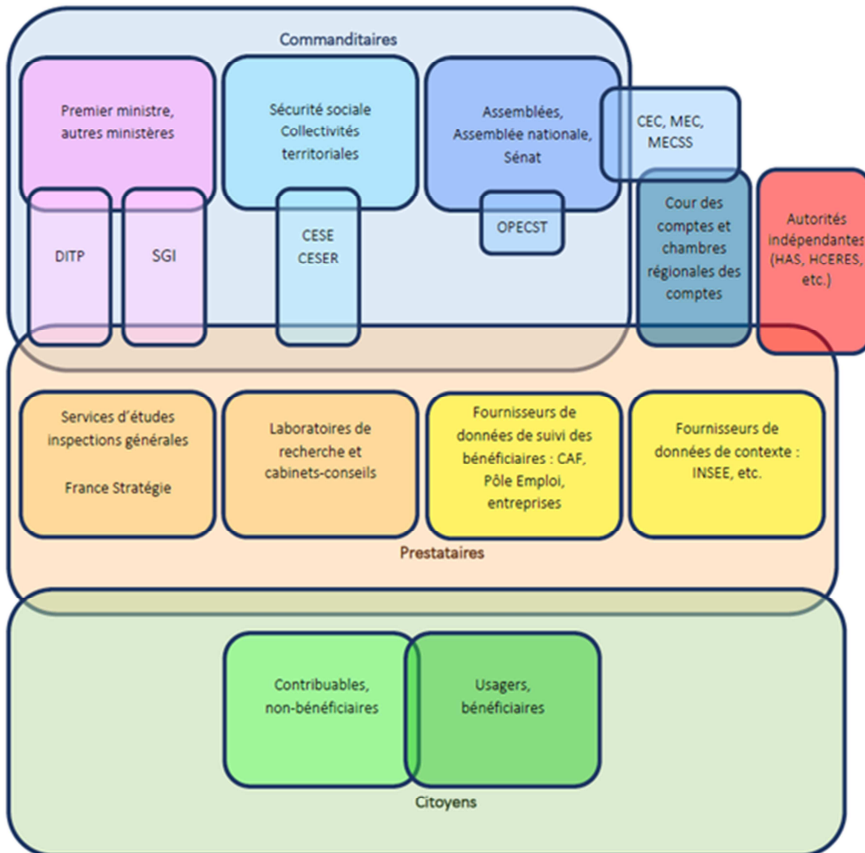 Commanditaires
Premier ministre,
autres ministères
Sécurité sociale
Collectivités
territoriales
Assemblées,
Assemblée nationale,
Sénat
CEC, MEC,
MECSS
DITP
SGI
CESE
CESER
OPECST
Cour des
comptes et
chambres
régionales des
comptes
Autorités
indépendantes
(HAS, HCERES,
etc.)
Services d'études
inspections générales
France Stratégie
Laboratoires de
recherche et
cabinets-conseils
Fournisseurs de
données de suivi des
bénéficiaires : CAF,
Pôle Emploi,
entreprises
Fournisseurs de
données de contexte :
INSEE, etc.
Prestataires
Contribuables,
non-bénéficiaires
Usagers,
bénéficiaires
Citoyens